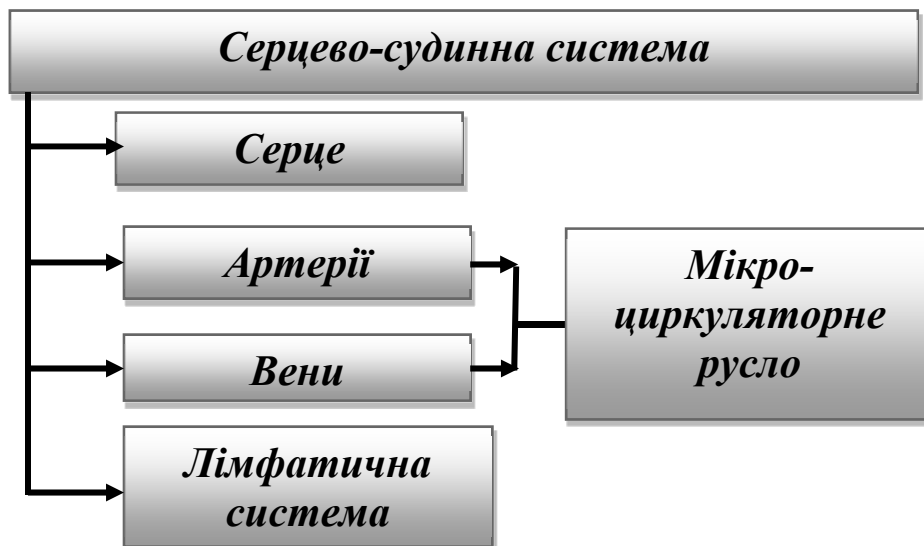 Серцево-судинна система
Серце
Артерії
Вени
Лімфатична
система
Мікро-
циркуляторне
русло